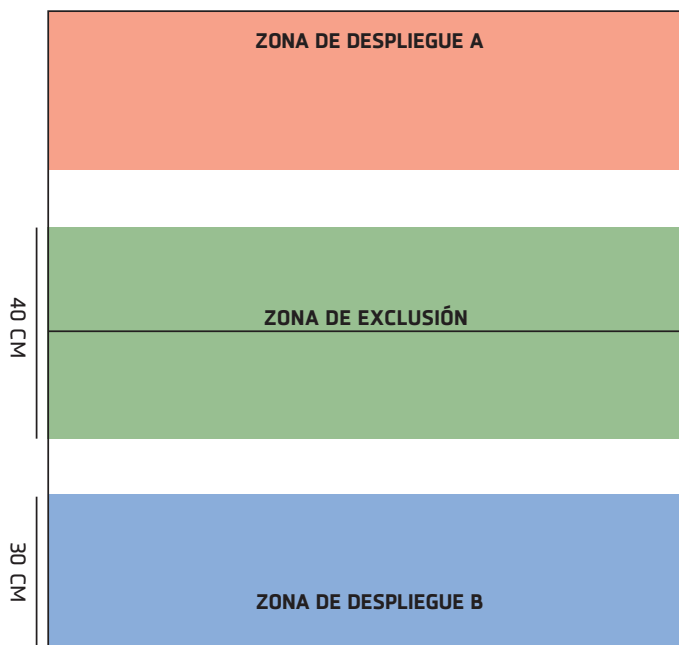 ZONA DE DESPLIEGUE A
40 CM
ZONA DE EXCLUSIÓN
30 CM
ZONA DE DESPLIEGUE B